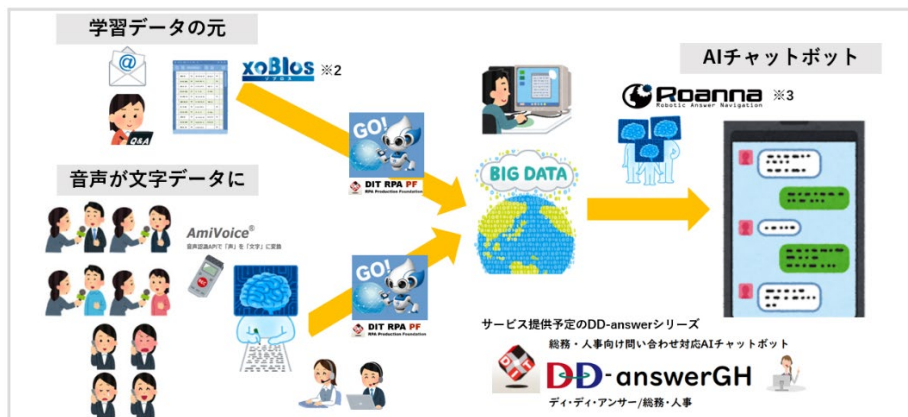 学習データの元
@
Q&A
xoBlos ※2
イグロス
GO!
DIT RPA PF
RPA Production Foundation
音声が文字データに
AmiVoice®
音声認識APIで「声」を「文字」に変換
REC
GO!
DIT RPA PF
RPA Production Foundation
BIG DATA
AIチャットボット
Roanna ※3
Robotic Answer Navigation
サービス提供予定のDD-answerシリーズ
総務・人事向け問い合わせ対応AIチャットボット
DIT
DD-answerGH
ディ・ディ・アンサー/総務・人事